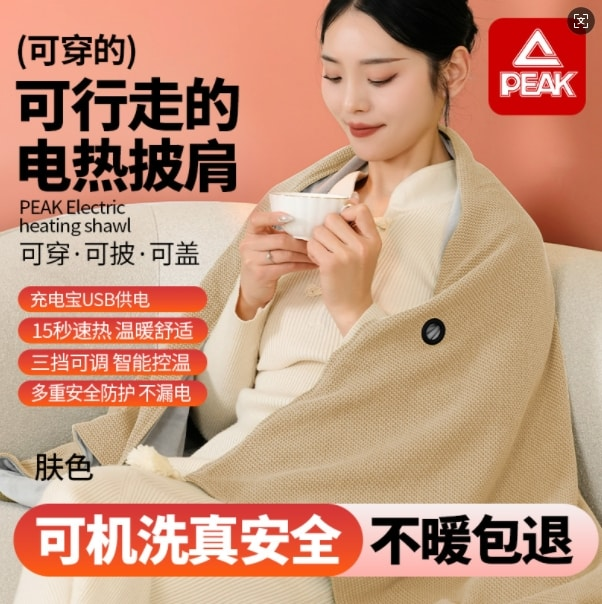 (可穿的)
可行走的
电热披肩
PEAK Electric
heating shawl
可穿·可披·可盖
充电宝USB供电
15秒速热 温暖舒适
三挡可调 智能控温
多重安全防护 不漏电
肤色
可机洗真安全 不暖包退
PEAK